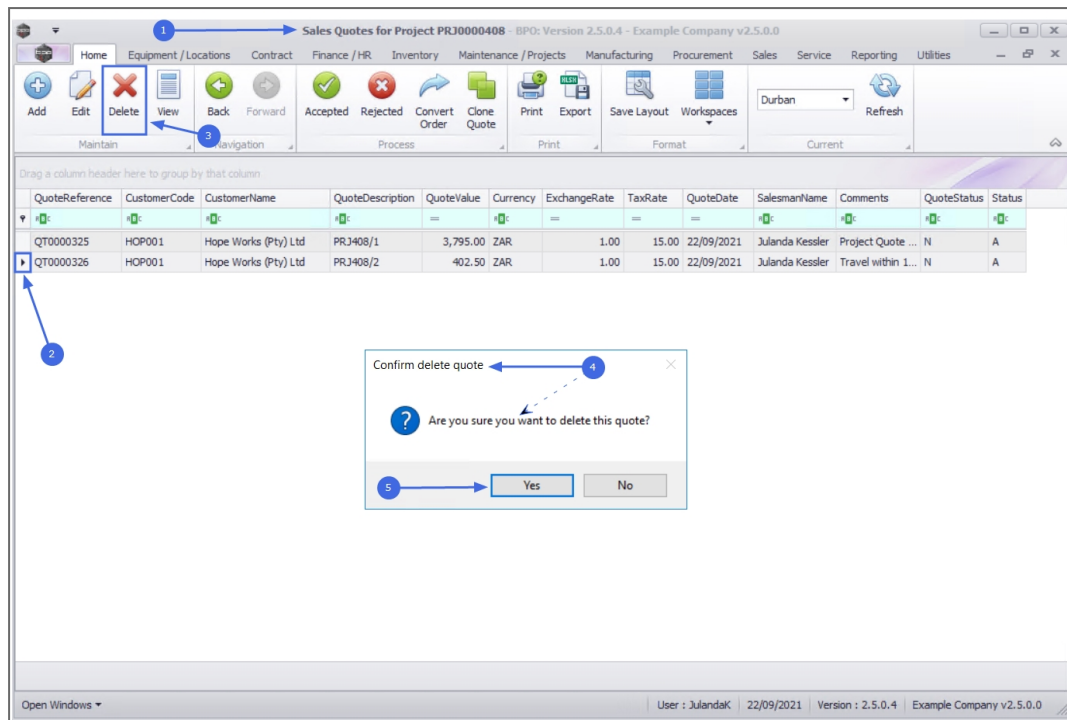 1
Sales Quotes for Project PRJ0000408 - BPO: Version 2.5.0.4 - Example Company v2.5.0.0
Home Equipment / Locations Contract Finance / HR Inventory Maintenance / Projects Manufacturing Procurement Sales Service Reporting Utilities
Add Edit Delete View Back Forward Accepted Rejected Convert Order Clone Quote Print Export Save Layout Workspaces Durban Refresh
3
Maintain Navigation Process Print Format Current
Drag a column header here to group by that column
QuoteReference CustomerCode CustomerName QuoteDescription QuoteValue Currency ExchangeRate TaxRate QuoteDate SalesmanName Comments QuoteStatus Status
QT0000325 HOP001 Hope Works (Pty) Ltd PRJ408/1 3,795.00 ZAR 1.00 15.00 22/09/2021 Julanda Kessler Project Quote ... N A
QT0000326 HOP001 Hope Works (Pty) Ltd PRJ408/2 402.50 ZAR 1.00 15.00 22/09/2021 Julanda Kessler Travel within 1... N A
2
Confirm delete quote
4
Are you sure you want to delete this quote?
5
Yes No
Open Windows User : JulandaK 22/09/2021 Version : 2.5.0.4 Example Company v2.5.0.0